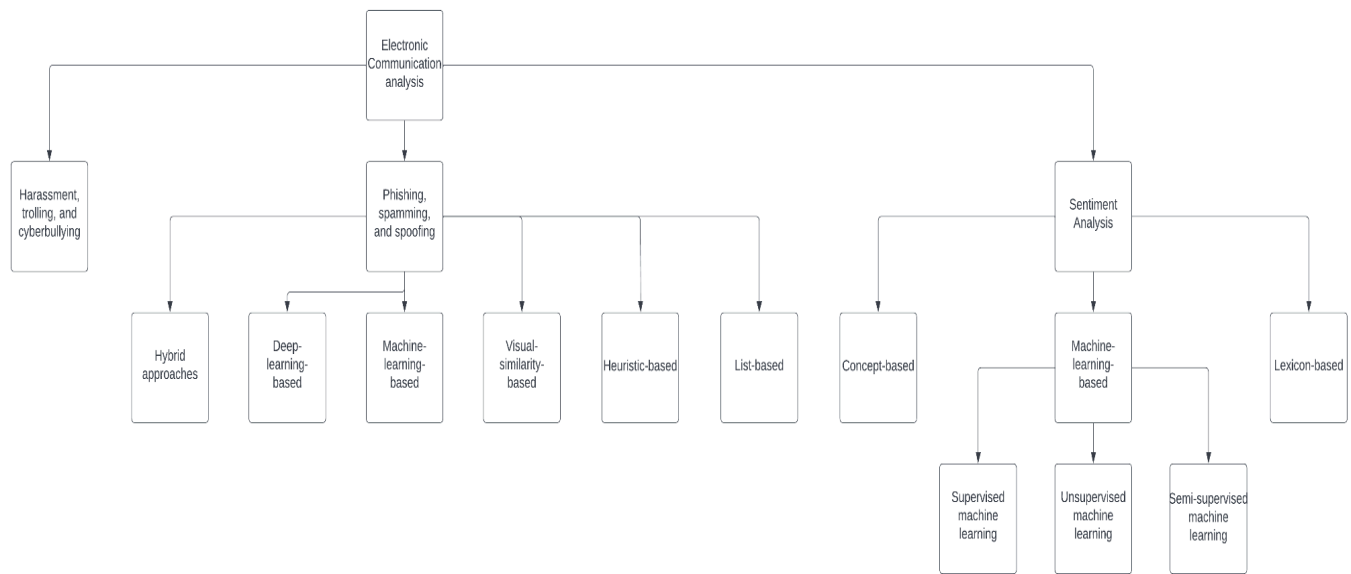 Electronic
Communication
analysis
Harassment,
trolling, and
cyberbullying
Phishing,
spamming,
and spoofing
Sentiment
Analysis
Hybrid
approaches
Deep-
learning-
based
Machine-
learning-
based
Visual-
similarity-
based
Heuristic-based
List-based
Concept-based
Machine-
learning-
based
Lexicon-based
Supervised
machine
learning
Unsupervised
machine
learning
Semi-supervised
machine
learning